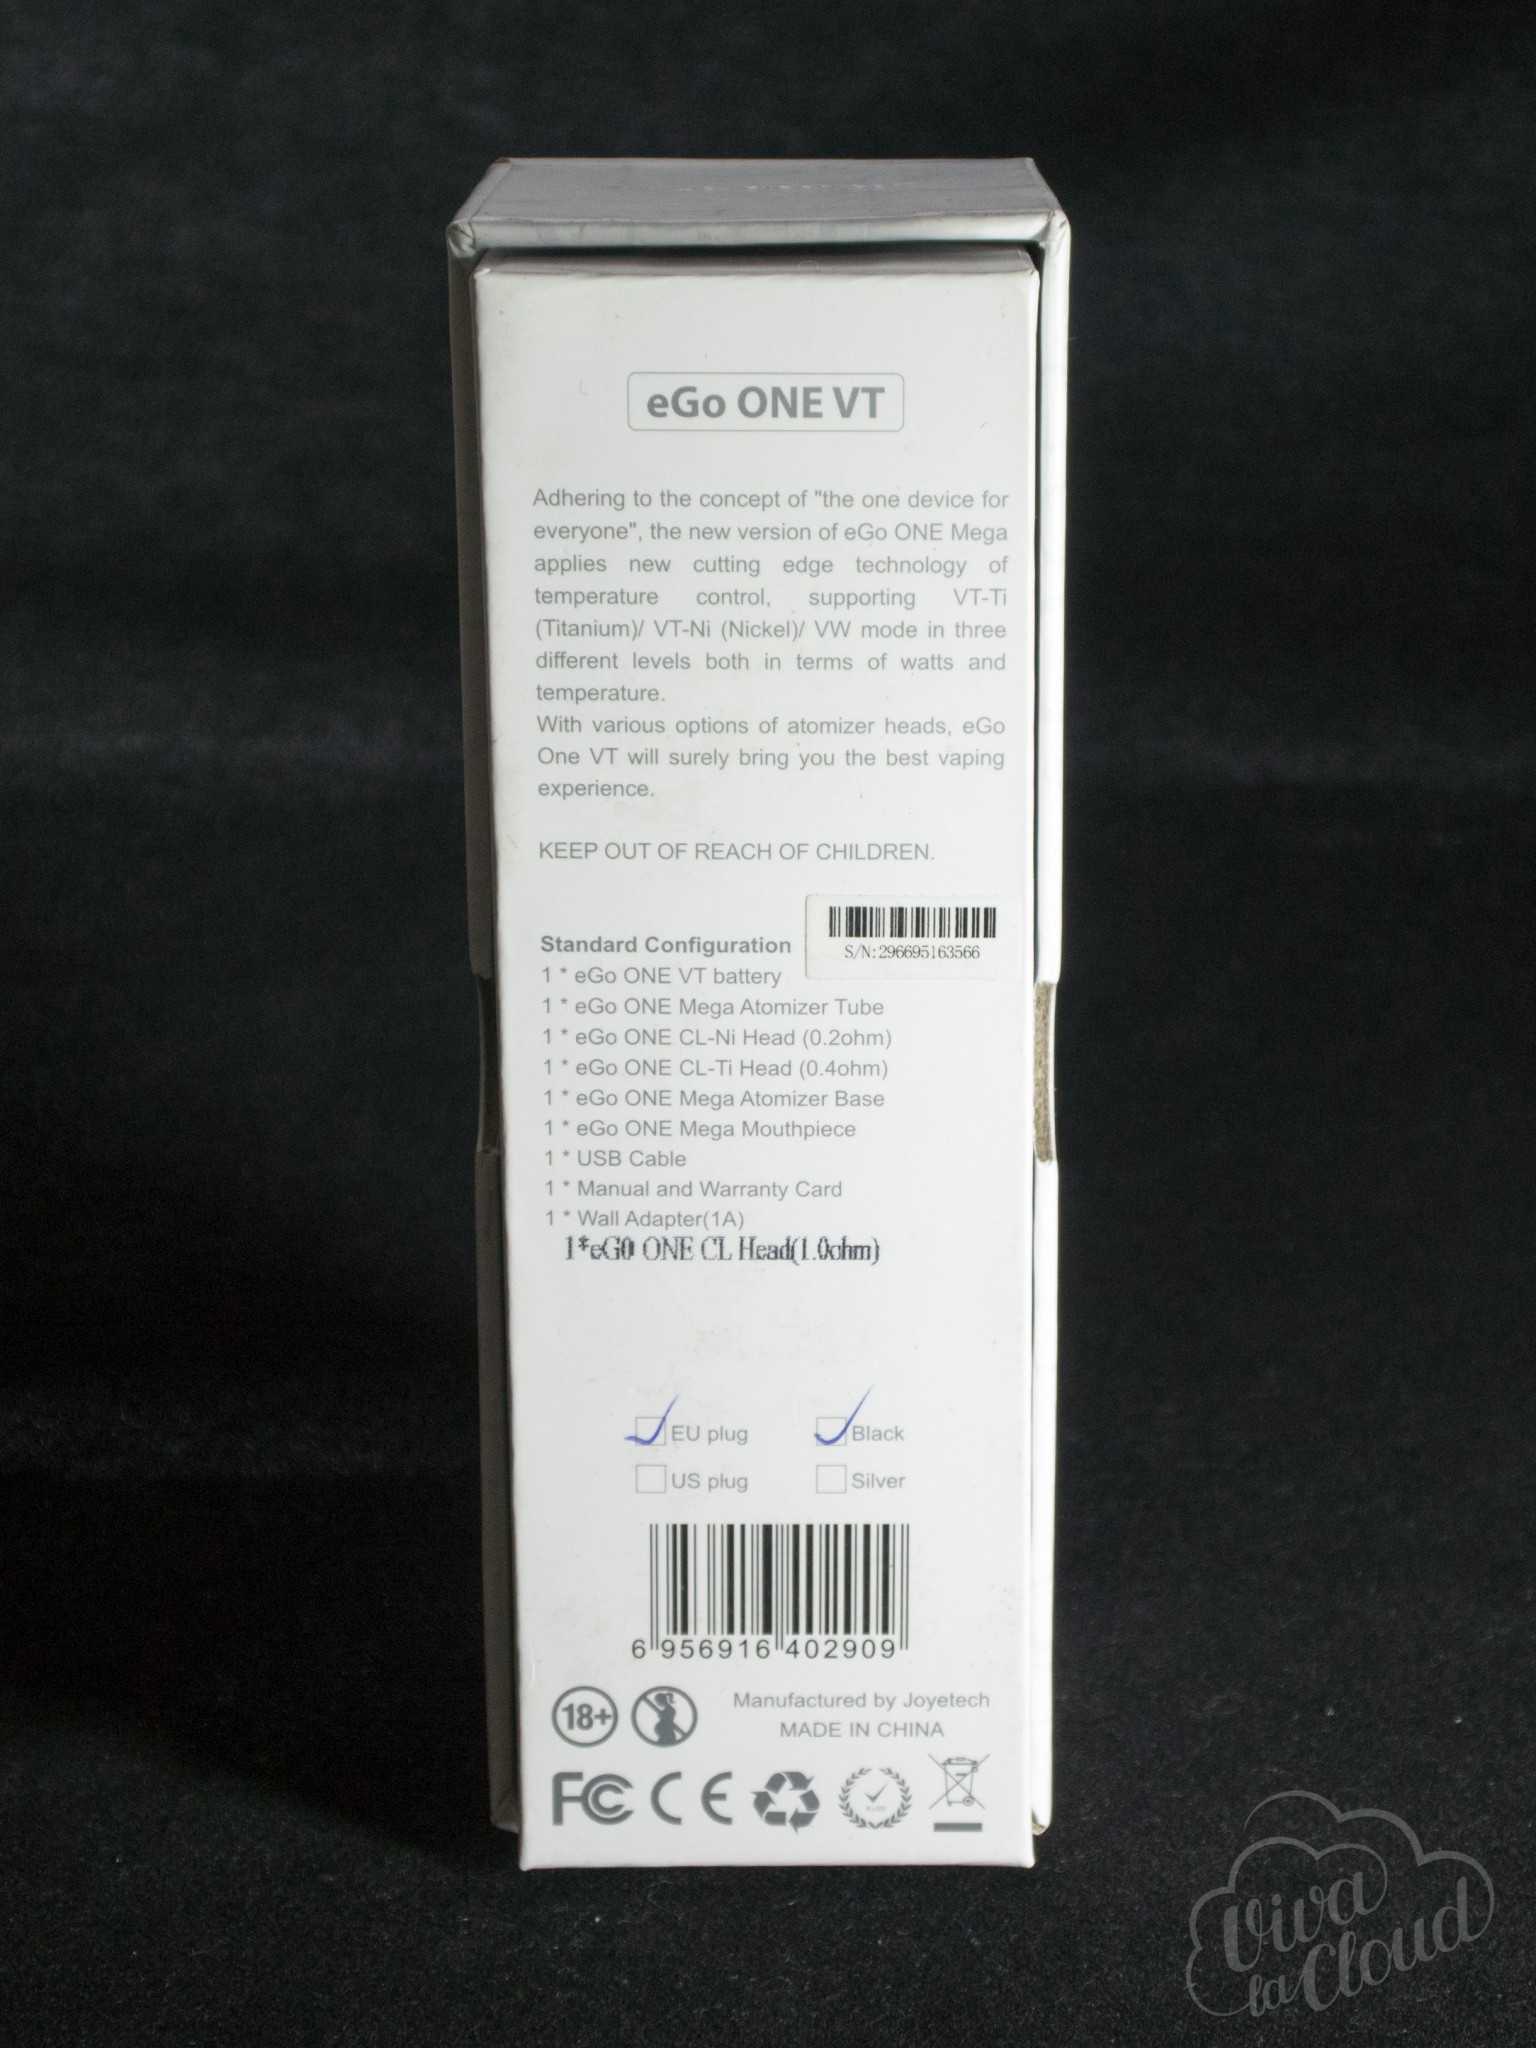 eGo ONE VT
Adhering to the concept of "the one device for
everyone", the new version of eGo ONE Mega
applies new cutting edge technology of
temperature control, supporting VT-Ti
(Titanium)/ VT-Ni (Nickel)/ VW mode in three
different levels both in terms of watts and
temperature.
With various options of atomizer heads, eGo
One VT will surely bring you the best vaping
experience.
KEEP OUT OF REACH OF CHILDREN.
S/N:296695163566
Standard Configuration
1 * eGo ONE VT battery
1 * eGo ONE Mega Atomizer Tube
1 * eGo ONE CL-Ni Head (0.2ohm)
1 * eGo ONE CL-Ti Head (0.4ohm)
1 * eGo ONE Mega Atomizer Base
1 * eGo ONE Mega Mouthpiece
1 * USB Cable
1 * Manual and Warranty Card
1 * Wall Adapter(1A)
1*eGO ONE CL Head(1.0ohm)
EU plug Black
US plug Silver
6 956916 402909
18+
Manufactured by Joyetech
MADE IN CHINA
FC CE
Viva
la Cloud